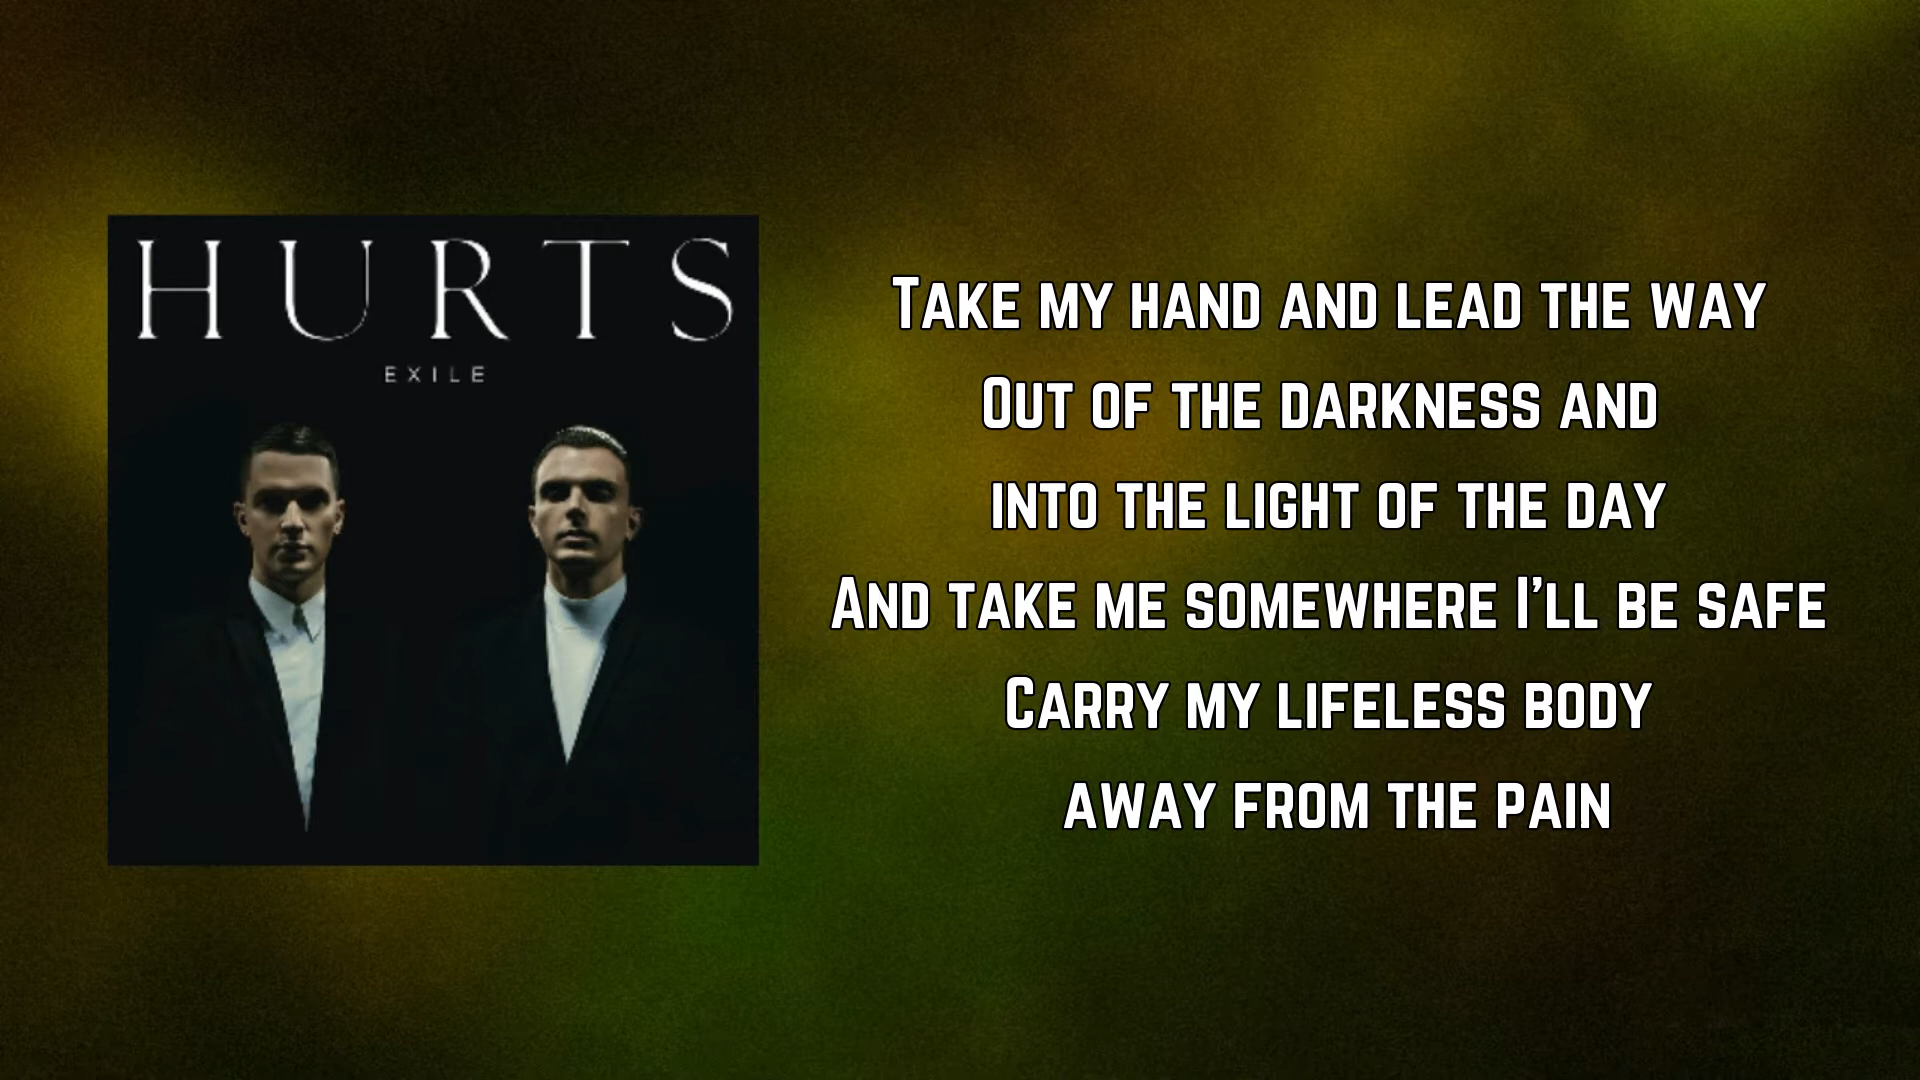 HURTS
EXILE
Take my hand and lead the way
Out of the darkness and
into the light of the day
And take me somewhere I'll be safe
Carry my lifeless body
away from the pain